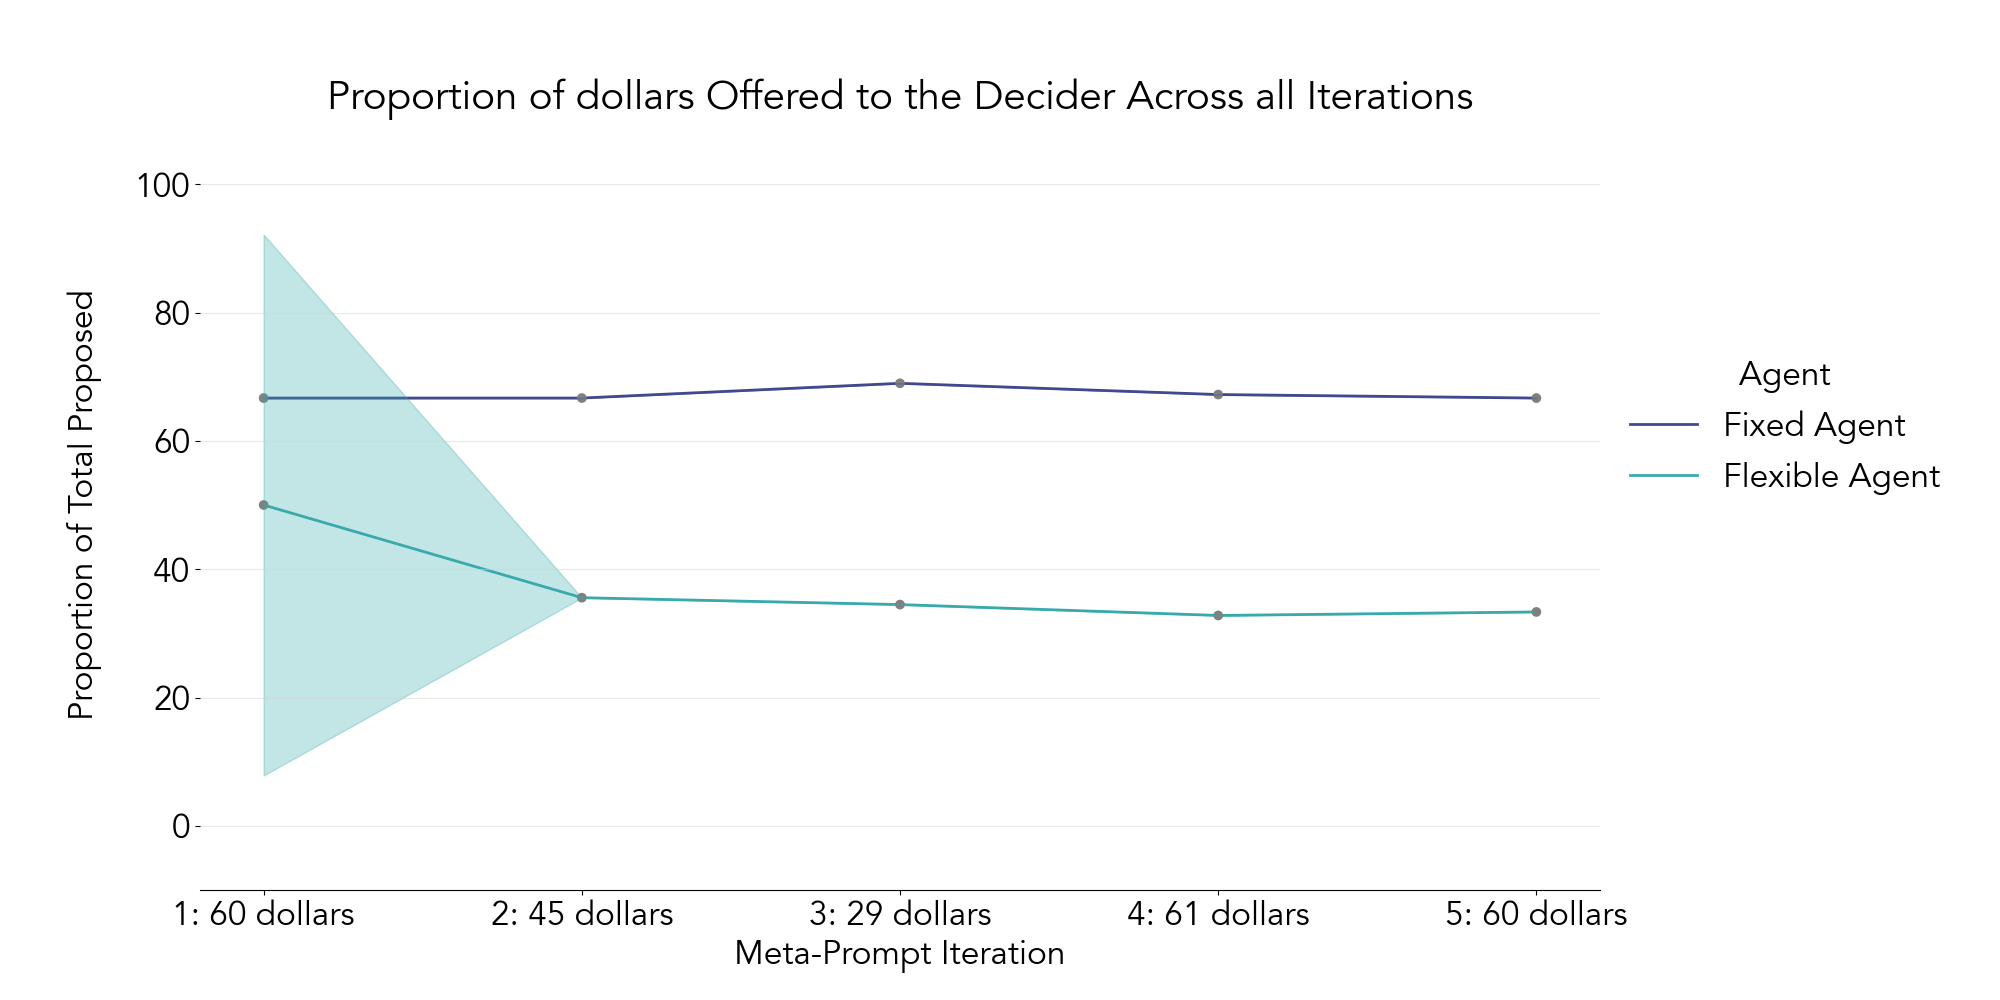 Proportion of dollars Offered to the Decider Across all Iterations
Proportion of Total Proposed
100
80
60
40
20
0
1: 60 dollars
2: 45 dollars
3: 29 dollars
4: 61 dollars
5: 60 dollars
Meta-Prompt Iteration
Agent
Fixed Agent
Flexible Agent